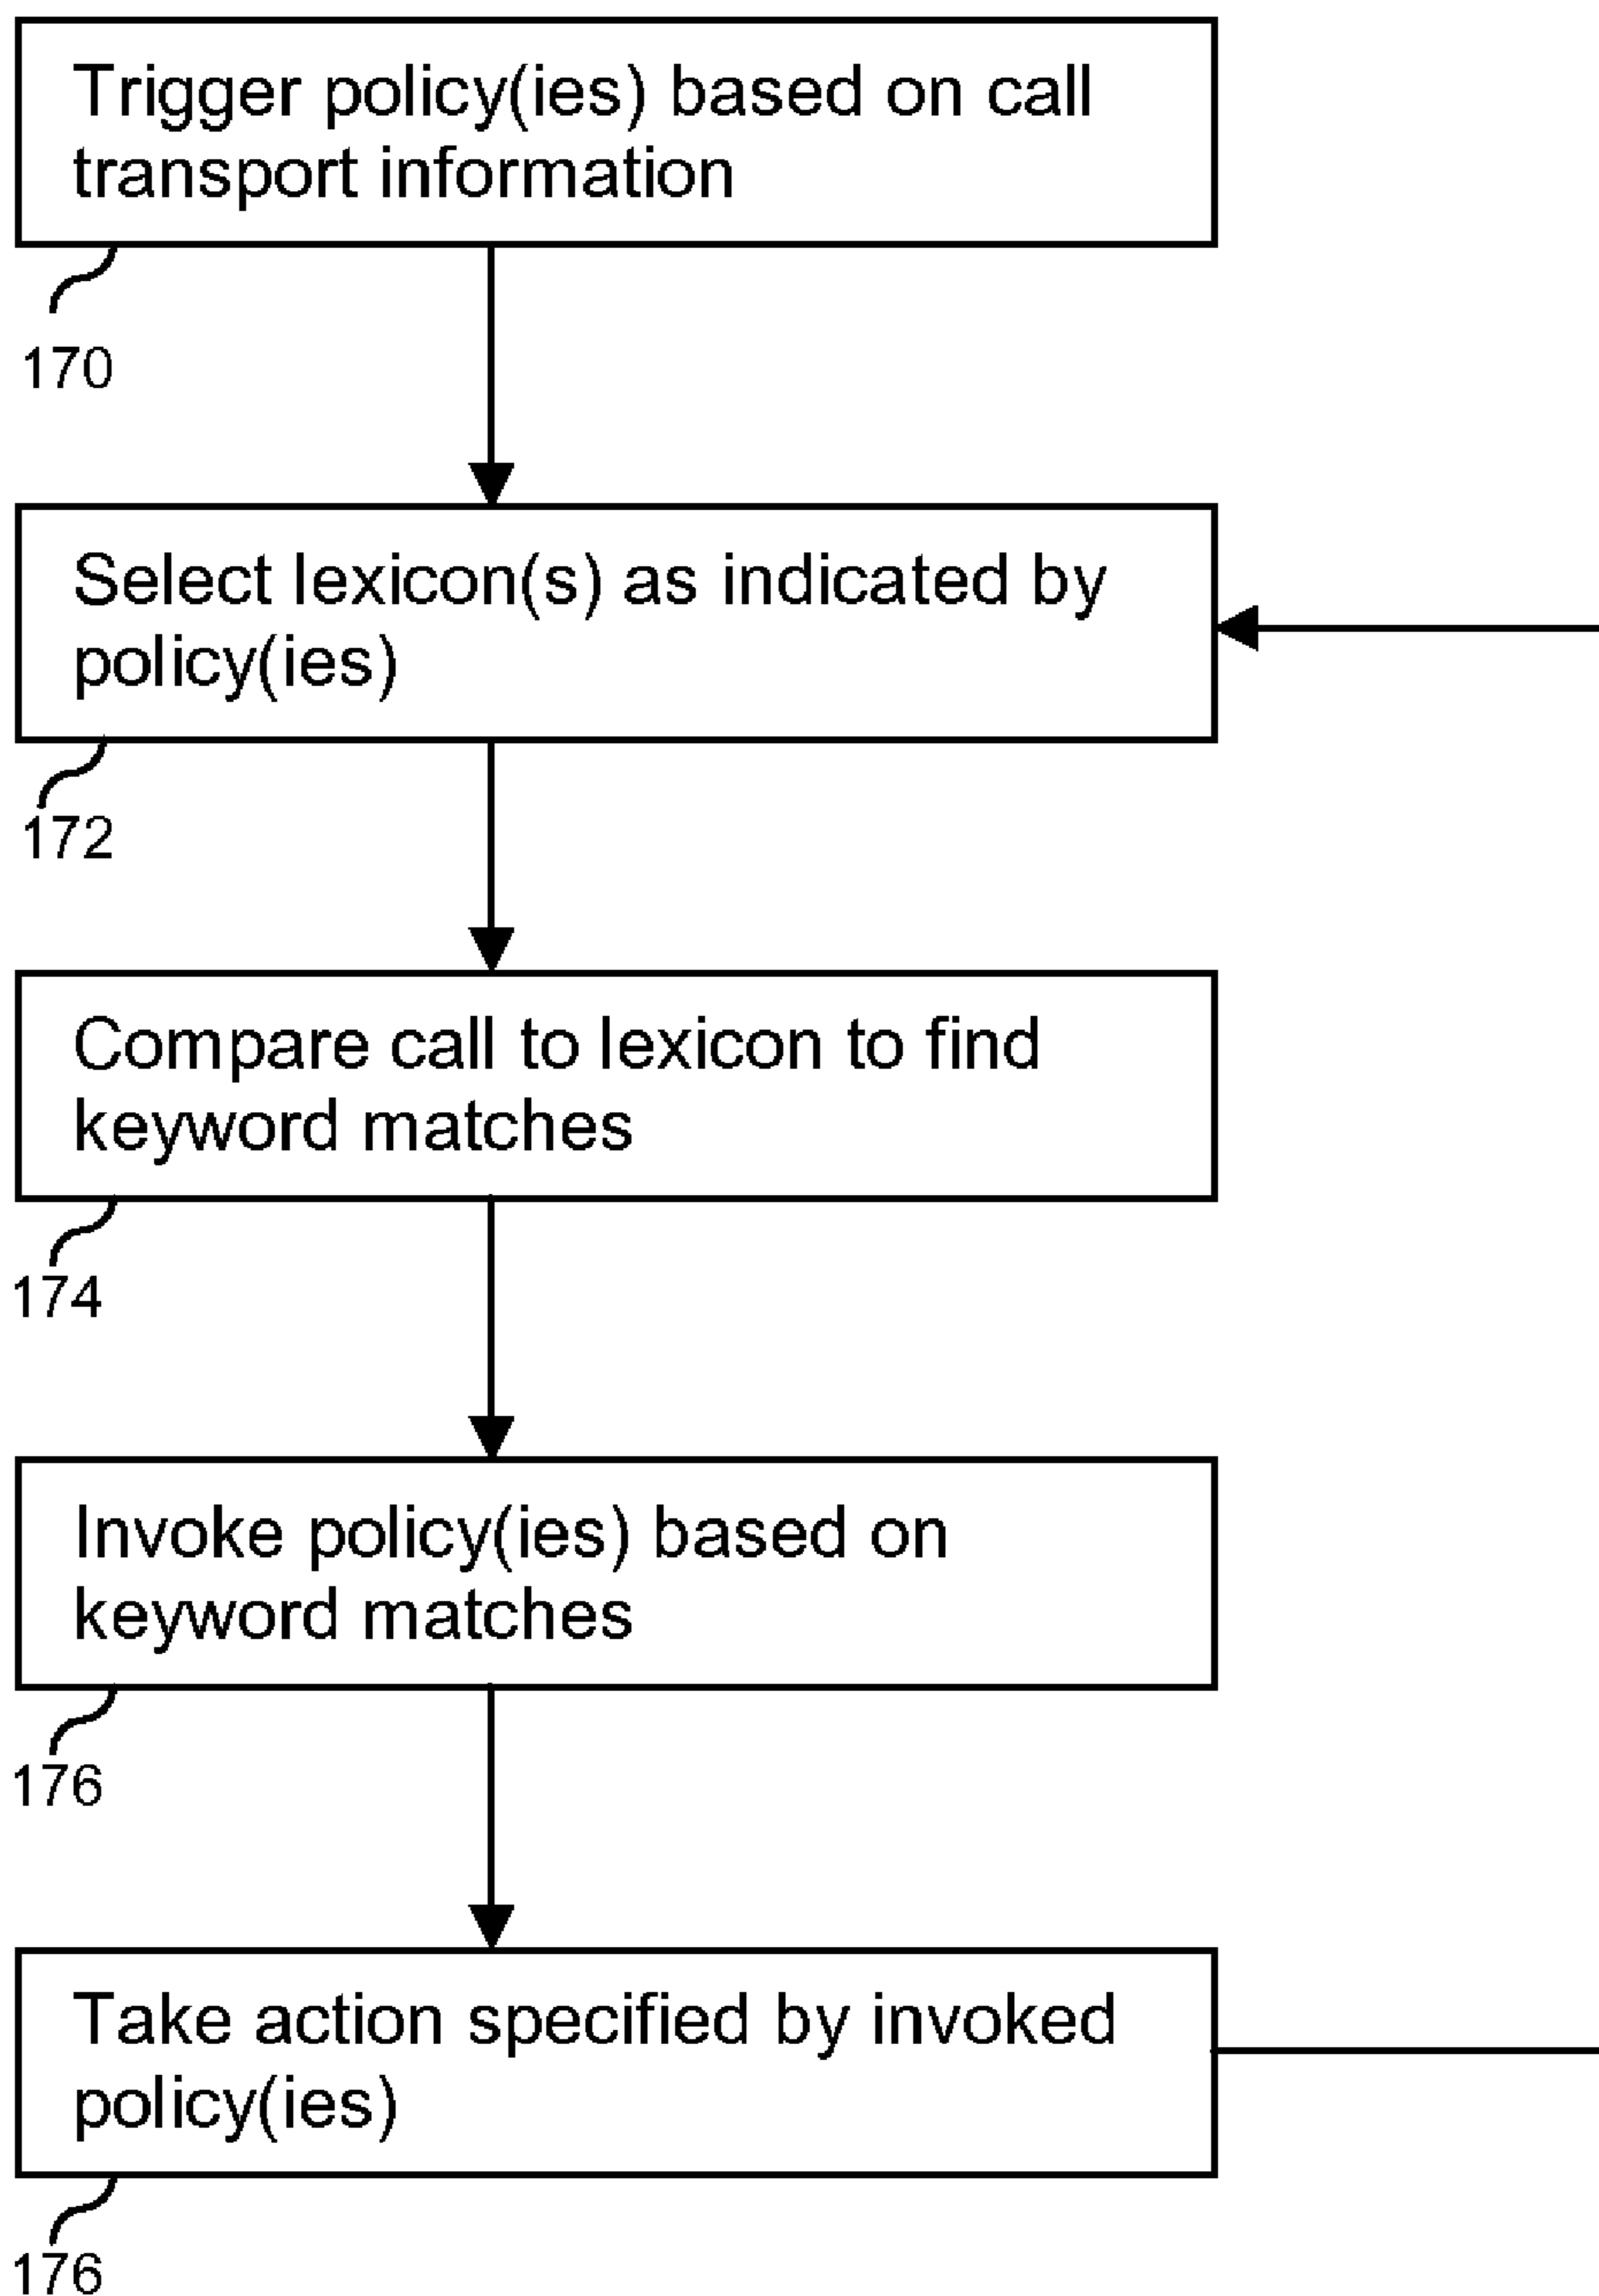 Trigger policy(ies) based on call
transport information
170
Select lexicon(s) as indicated by
policy(ies)
172
Compare call to lexicon to find
keyword matches
174
Invoke policy(ies) based on
keyword matches
176
Take action specified by invoked
policy(ies)
176